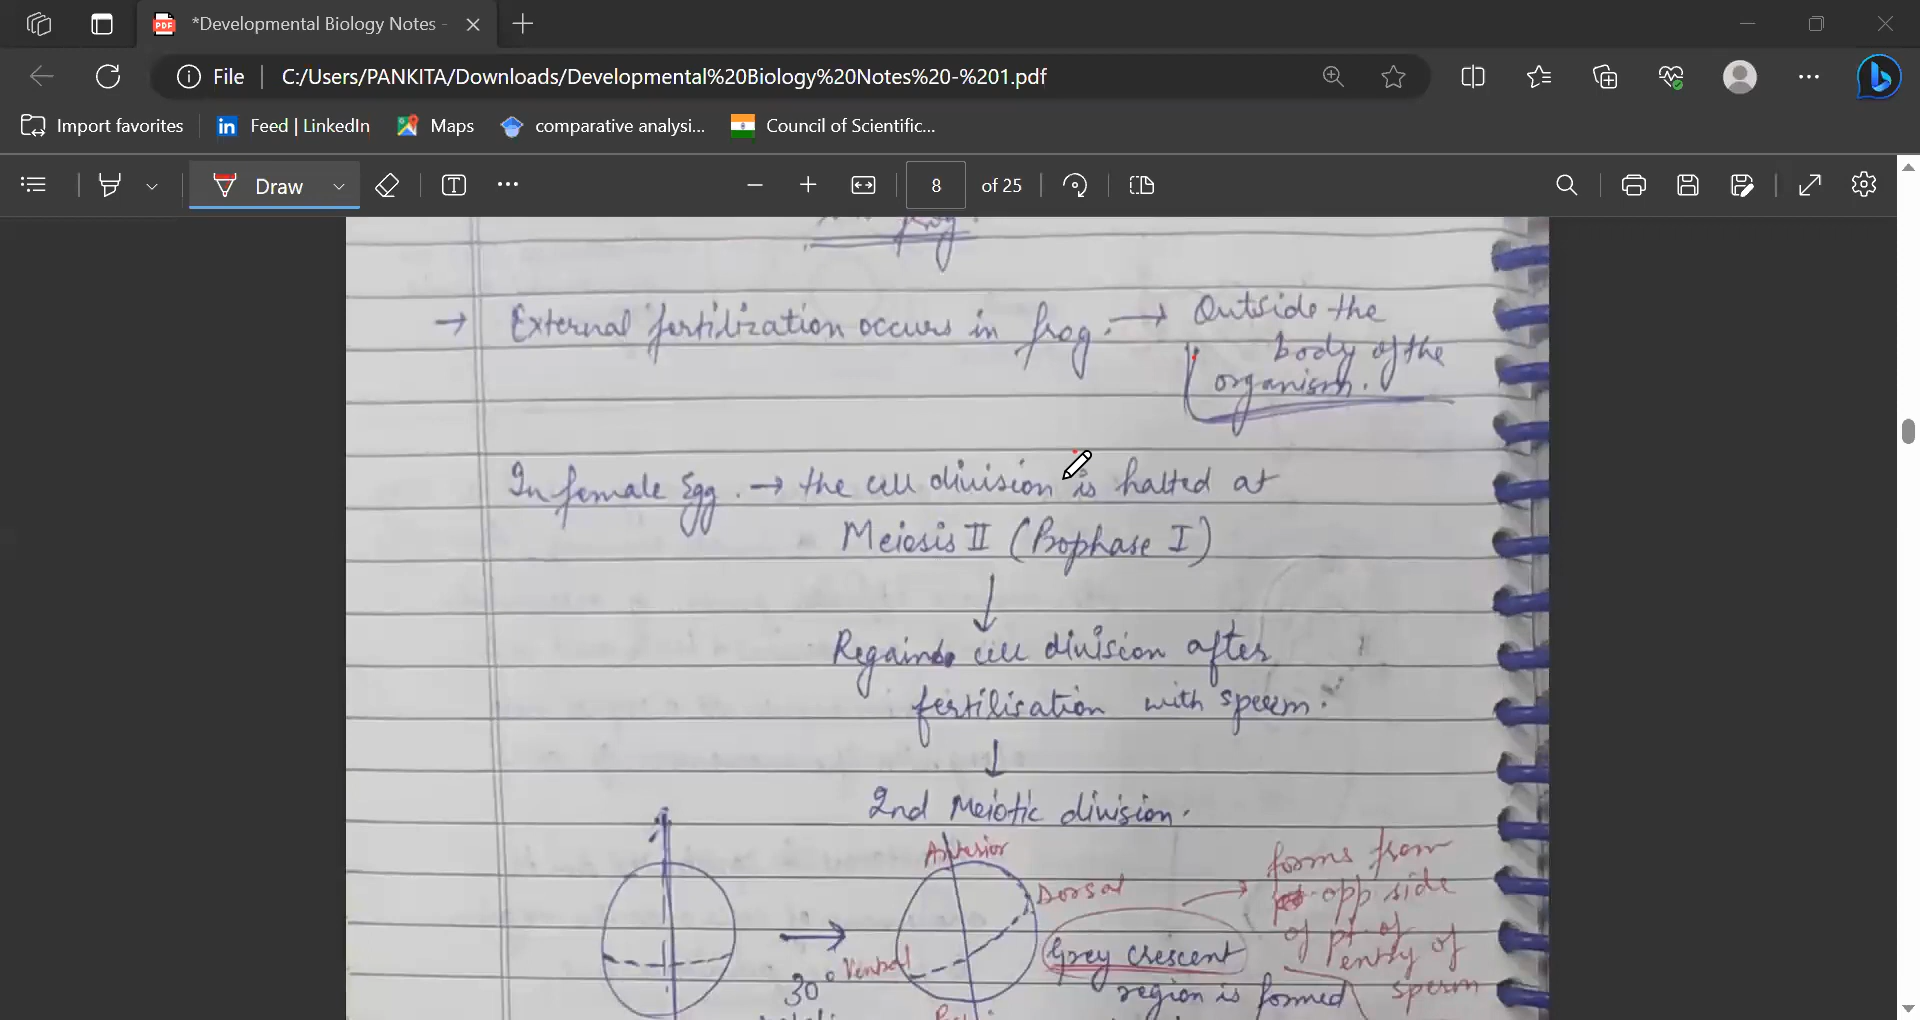 *Developmental Biology Notes -
File C:/Users/PANKITA/Downloads/Developmental%20Biology%20Notes%20-%201.pdf
Import favorites Feed | LinkedIn Maps comparative analysi... Council of Scientific...
Draw 8 of 25
frog.
→ External fertilization occurs in frog. → Outside the
body of the
organism.
In female Egg. → the cell division is halted at
Meiosis II (Prophase I)
↓
Regains cell division after
fertilisation with sperm.
↓
2nd Meiotic division.
Anterior
Dorsal → forms from
opp side
of pt. of
entry of
sperm
→
30° Ventral
Grey crescent
region is formed